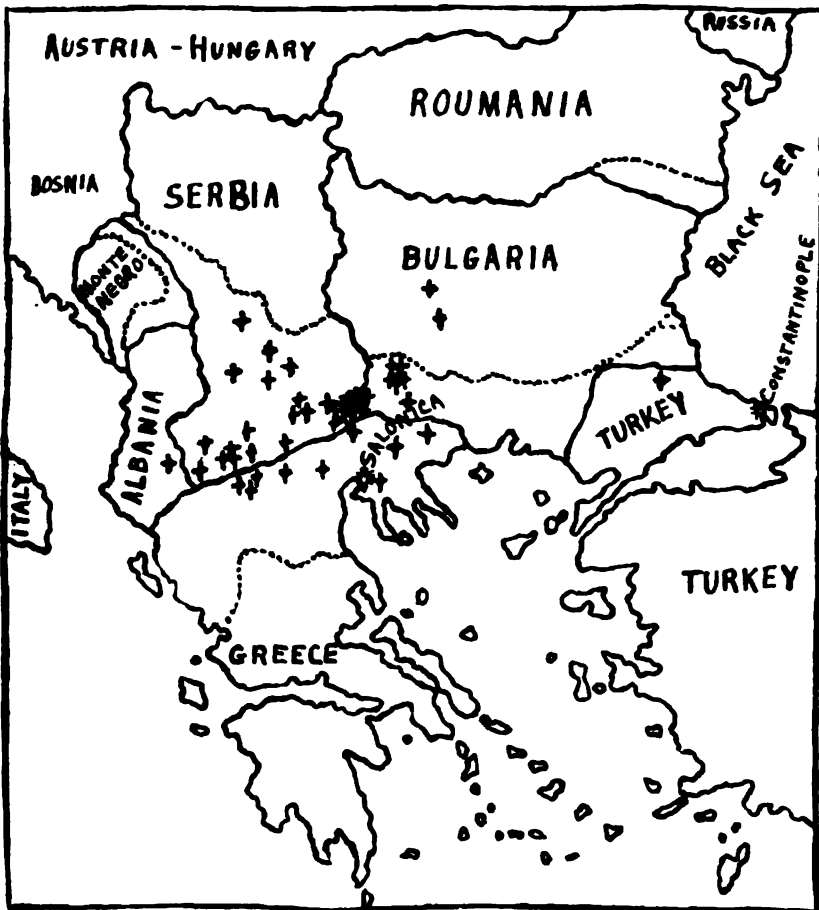 AUSTRIA - HUNGARY
RUSSIA
ROUMANIA
BOSNIA
SERBIA
BLACK SEA
MONTE
NEGRO
BULGARIA
CONSTANTINOPLE
ALBANIA
SALONICA
TURKEY
ITALY
TURKEY
GREECE